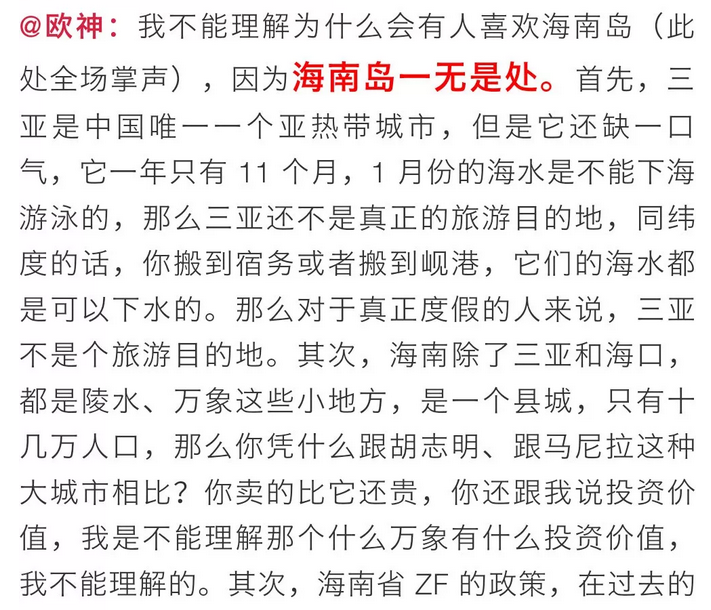 @欧神：我不能理解为什么会有人喜欢海南岛（此
处全场掌声），因为海南岛一无是处。首先，三
亚是中国唯一一个亚热带城市，但是它还缺一口
气，它一年只有 11 个月，1 月份的海水是不能下海
游泳的，那么三亚还不是真正的旅游目的地，同纬
度的话，你搬到宿务或者搬到岘港，它们的海水都
是可以下水的。那么对于真正度假的人来说，三亚
不是个旅游目的地。其次，海南除了三亚和海口，
都是陵水、万象这些小地方，是一个县城，只有十
几万人口，那么你凭什么跟胡志明、跟马尼拉这种
大城市相比？你卖的比它还贵，你还跟我说投资价
值，我是不能理解那个什么万象有什么投资价值，
我不能理解的。其次，海南省 ZF 的政策，在过去的